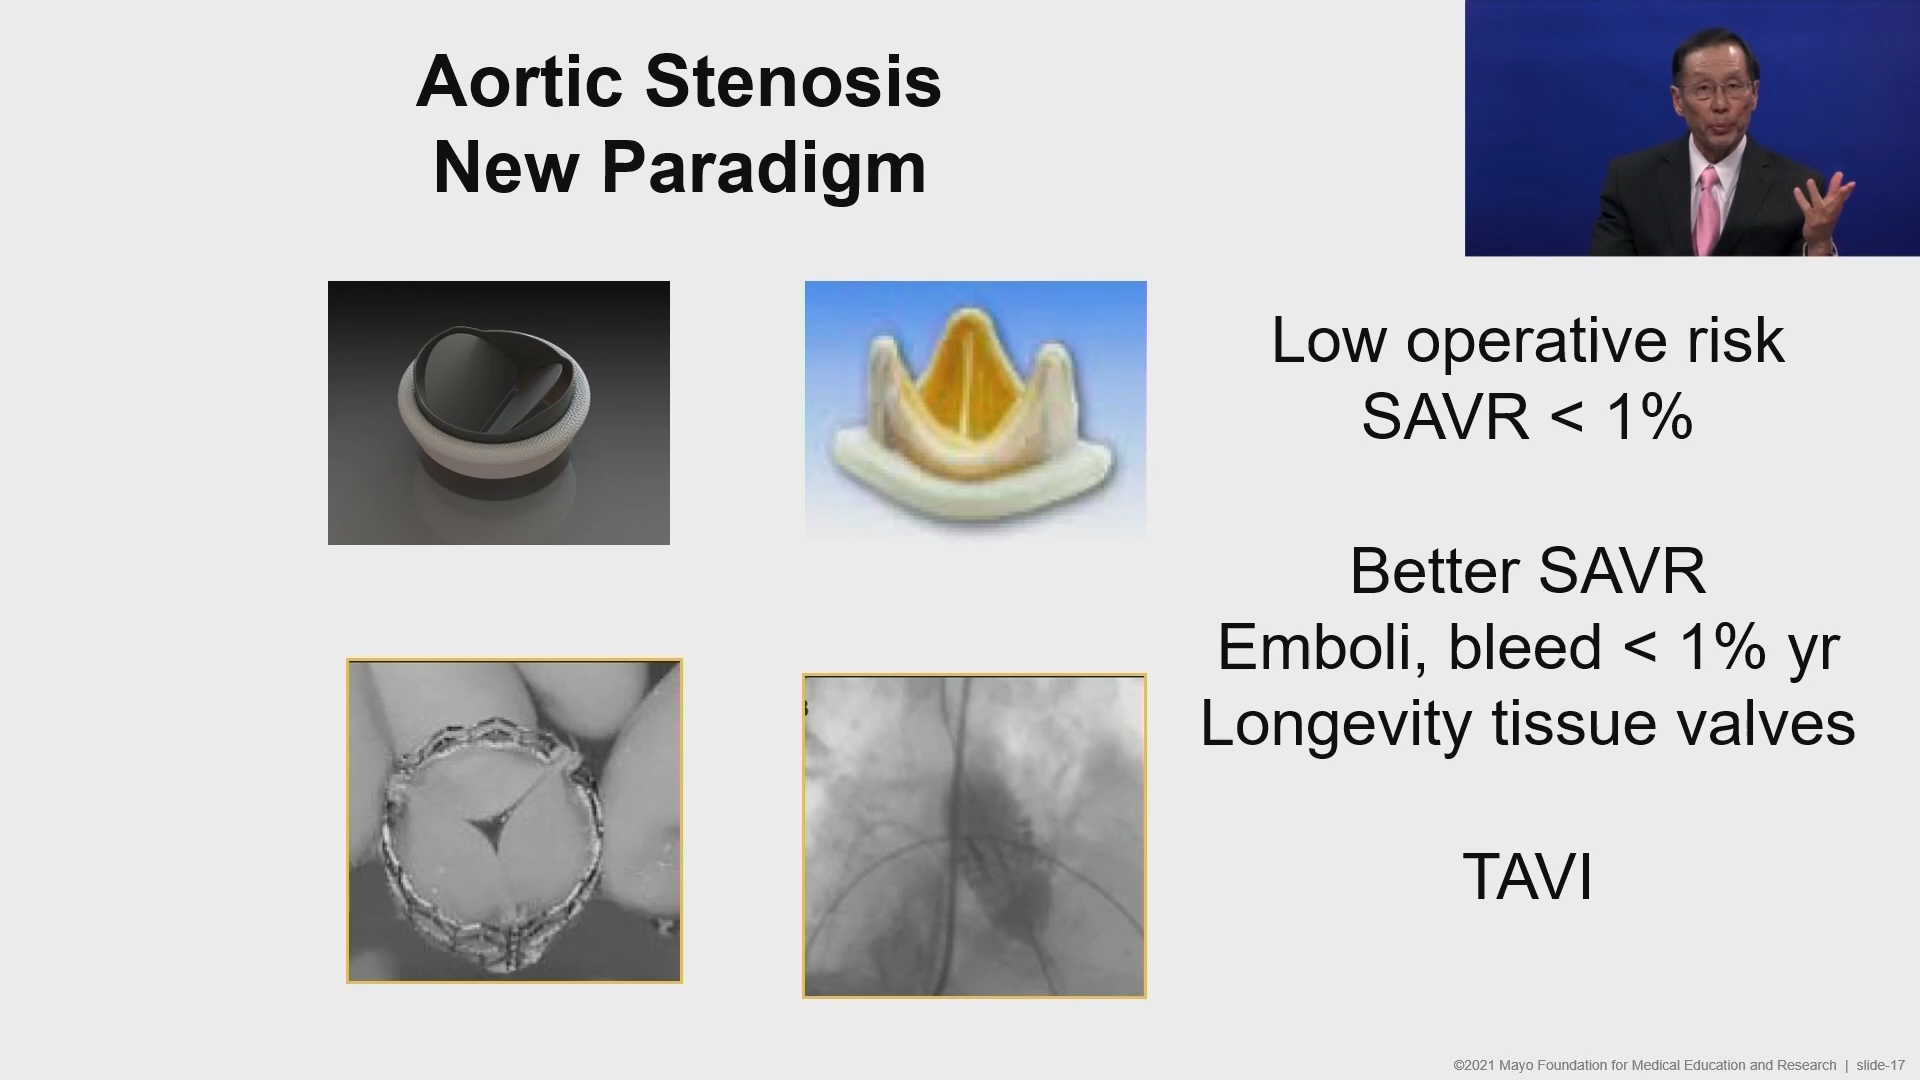 Aortic Stenosis
New Paradigm
Low operative risk
SAVR < 1%
Better SAVR
Emboli, bleed < 1% yr
Longevity tissue valves
TAVI
©2021 Mayo Foundation for Medical Education and Research | slide-17